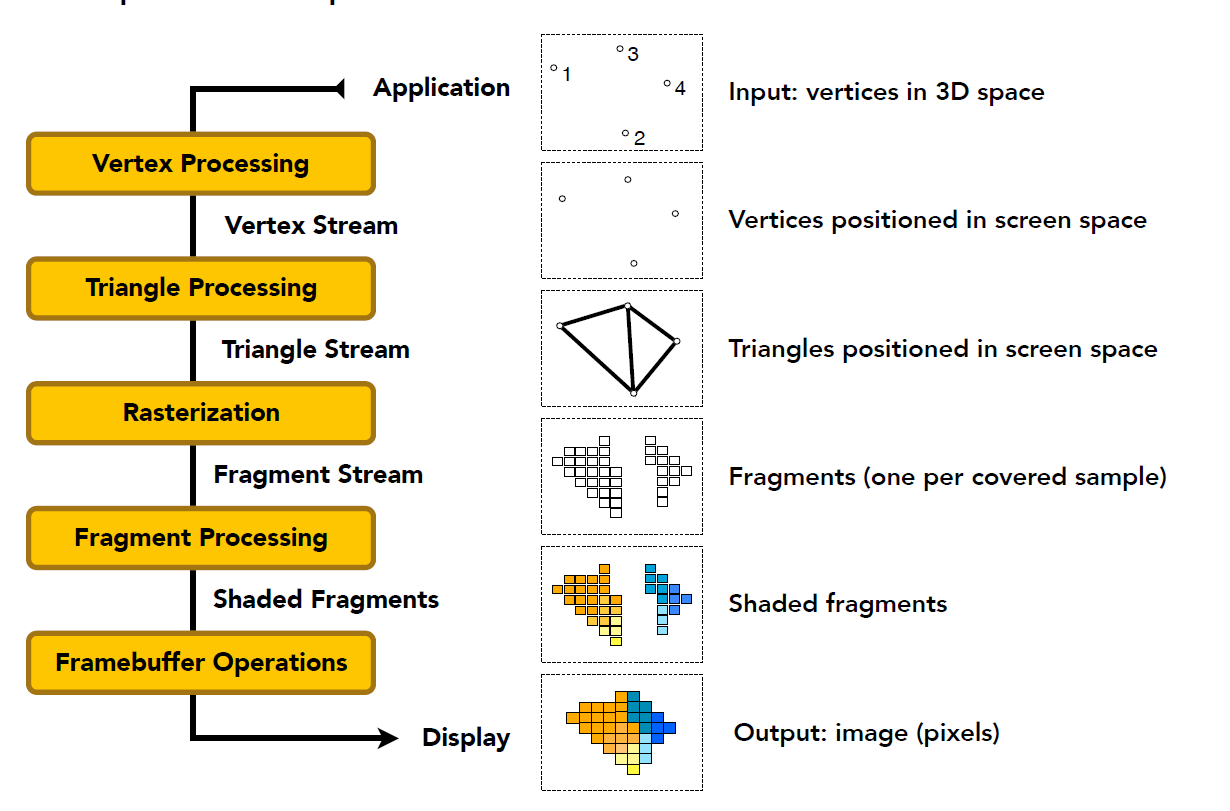 Application
3
1
4
2
Input: vertices in 3D space
Vertex Processing
Vertex Stream
Vertices positioned in screen space
Triangle Processing
Triangle Stream
Triangles positioned in screen space
Rasterization
Fragment Stream
Fragments (one per covered sample)
Fragment Processing
Shaded Fragments
Shaded fragments
Framebuffer Operations
Display
Output: image (pixels)